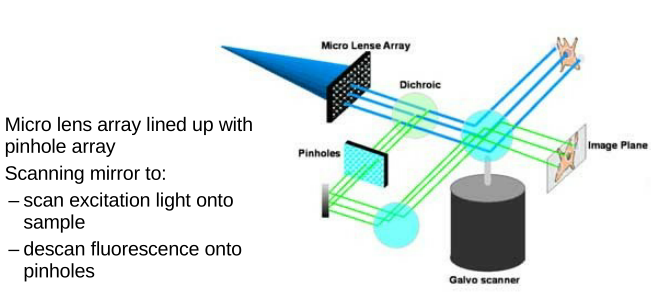 Micro Lense Array
Dichroic
Micro lens array lined up with
pinhole array
Scanning mirror to:
– scan excitation light onto
sample
– descan fluorescence onto
pinholes
Pinholes
Image Plane
Galvo scanner